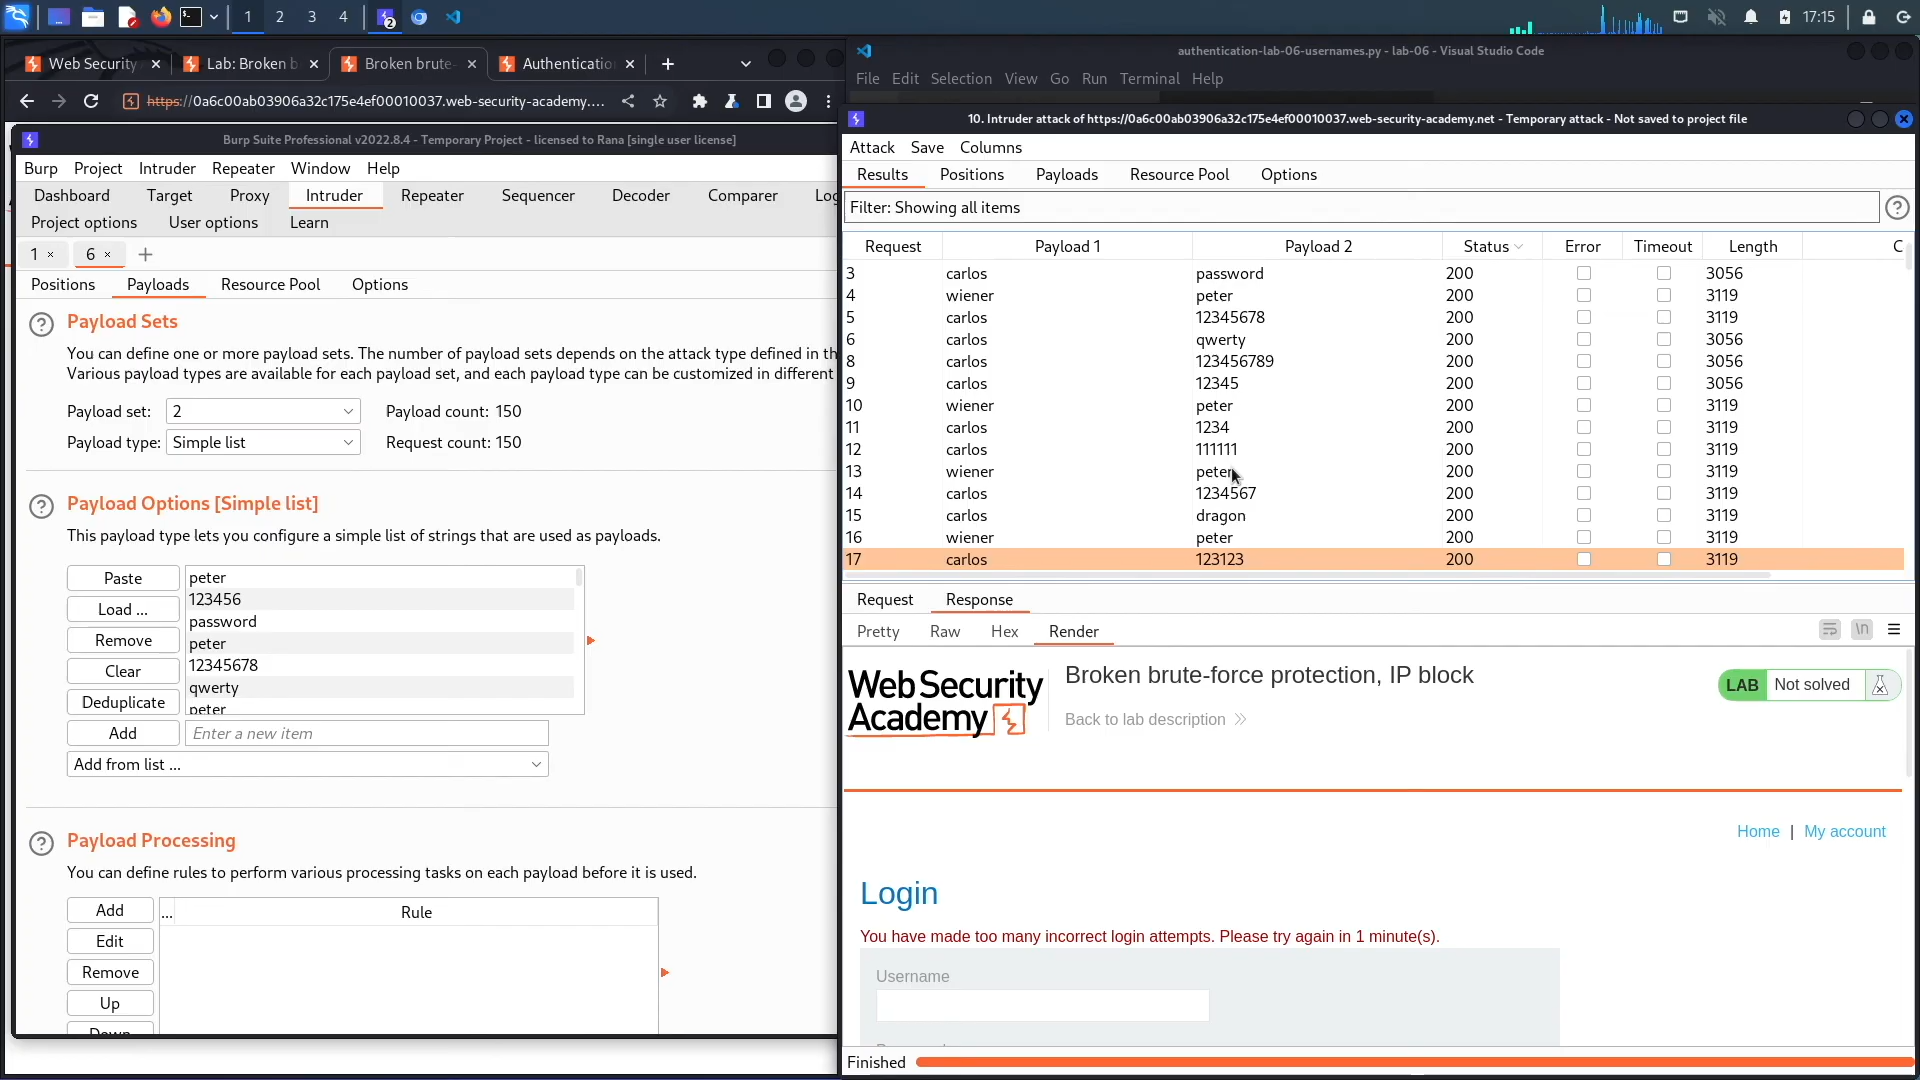 1 2 3 4 2 17:15
Web Security × Lab: Broken b × Broken brute- × Authenticatio × +
https://0a6c00ab03906a32c175e4ef00010037.web-security-academy....
Burp Suite Professional v2022.8.4 - Temporary Project - licensed to Rana [single user license]
Burp Project Intruder Repeater Window Help
Dashboard Target Proxy Intruder Repeater Sequencer Decoder Comparer Log
Project options User options Learn
1 × 6 × +
Positions Payloads Resource Pool Options
? Payload Sets
You can define one or more payload sets. The number of payload sets depends on the attack type defined in th
Various payload types are available for each payload set, and each payload type can be customized in different
Payload set: 2 Payload count: 150
Payload type: Simple list Request count: 150
? Payload Options [Simple list]
This payload type lets you configure a simple list of strings that are used as payloads.
Paste
Load ...
Remove
Clear
Deduplicate
peter
123456
password
peter
12345678
qwerty
peter
Add Enter a new item
Add from list ...
? Payload Processing
You can define rules to perform various processing tasks on each payload before it is used.
Add
Edit
Remove
Up
Down
... Rule
authentication-lab-06-usernames.py - lab-06 - Visual Studio Code
File Edit Selection View Go Run Terminal Help
10. Intruder attack of https://0a6c00ab03906a32c175e4ef00010037.web-security-academy.net - Temporary attack - Not saved to project file
Attack Save Columns
Results Positions Payloads Resource Pool Options
Filter: Showing all items ?
Request Payload 1 Payload 2 Status Error Timeout Length C
3 carlos password 200 3056
4 wiener peter 200 3119
5 carlos 12345678 200 3119
6 carlos qwerty 200 3056
8 carlos 123456789 200 3056
9 carlos 12345 200 3056
10 wiener peter 200 3119
11 carlos 1234 200 3119
12 carlos 111111 200 3119
13 wiener peter 200 3119
14 carlos 1234567 200 3119
15 carlos dragon 200 3119
16 wiener peter 200 3119
17 carlos 123123 200 3119
Request Response
Pretty Raw Hex Render \n
Web Security Academy
Broken brute-force protection, IP block
Back to lab description
LAB Not solved
Home | My account
Login
You have made too many incorrect login attempts. Please try again in 1 minute(s).
Username
Finished